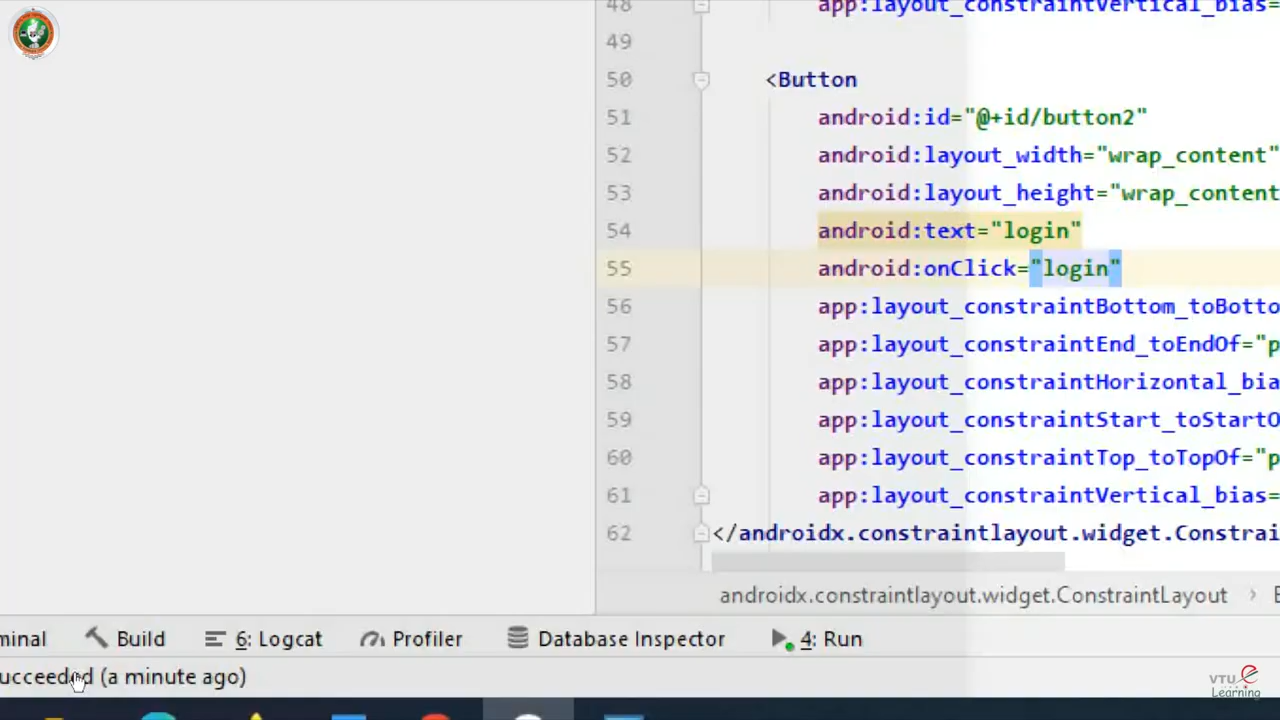 48 app:layout_constraintVertical_bias=
49
50 <Button
51 android:id="@+id/button2"
52 android:layout_width="wrap_content"
53 android:layout_height="wrap_content
54 android:text="login"
55 android:onClick="login"
56 app:layout_constraintBottom_toBotto
57 app:layout_constraintEnd_toEndOf="p
58 app:layout_constraintHorizontal_bia
59 app:layout_constraintStart_toStartO
60 app:layout_constraintTop_toTopOf="p
61 app:layout_constraintVertical_bias=
62 </androidx.constraintlayout.widget.Constrai
androidx.constraintlayout.widget.ConstraintLayout ›
minal Build 6: Logcat Profiler Database Inspector 4: Run
ucceeded (a minute ago)
VTU e
Learning